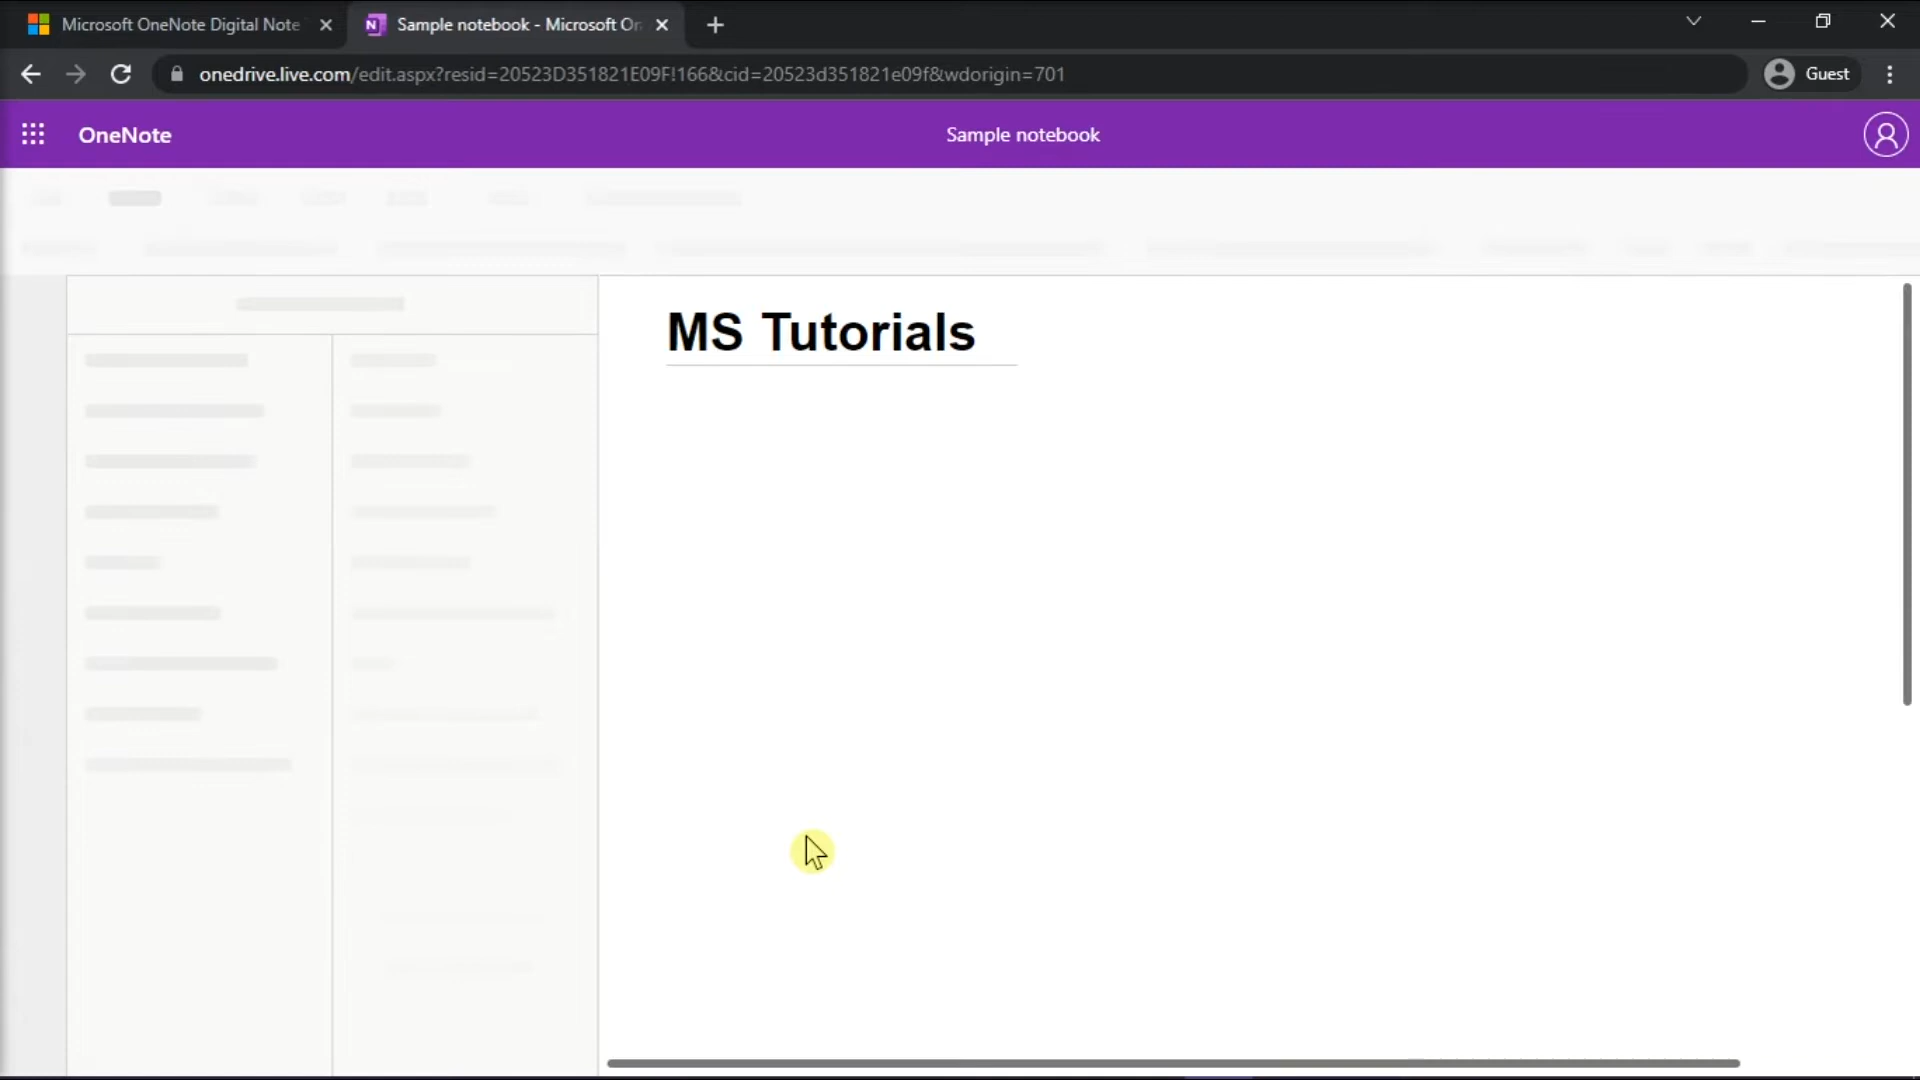 Microsoft OneNote Digital Note
Sample notebook - Microsoft On
onedrive.live.com/edit.aspx?resid=20523D351821E09F!166&cid=20523d351821e09f&wdorigin=701
Guest
OneNote
Sample notebook
MS Tutorials